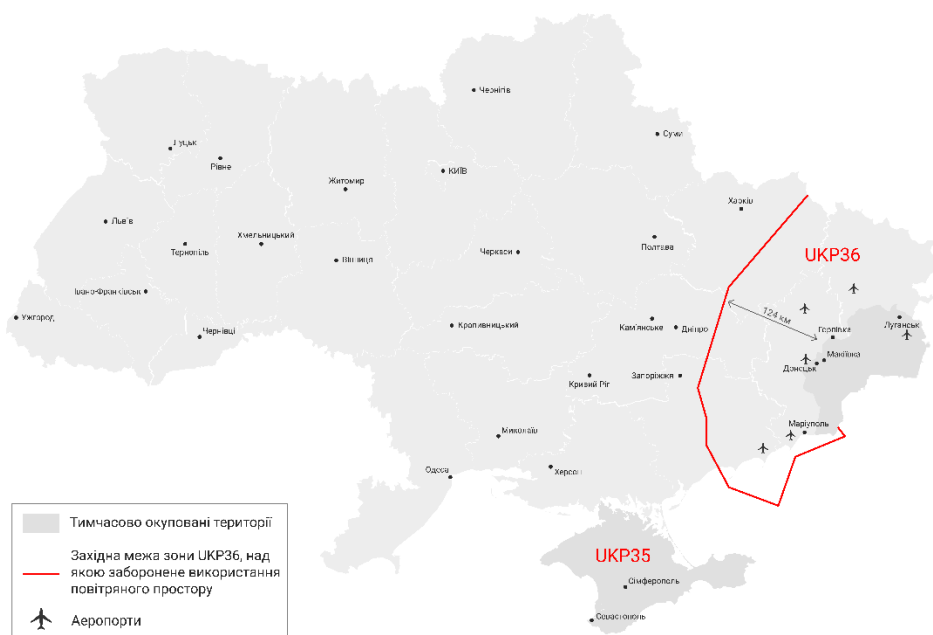 Чернігів
Суми
Луцьк
Рівне
КИЇВ
Житомир
Харків
Львів
Хмельницький
Тернопіль
Вінниця
Черкаси
Полтава
UKP36
Івано-Франківськ
Ужгород
Чернівці
Кропивницький
Кам'янське
Дніпро
124 км
Горлівка
Луганськ
Макіївка
Донецьк
Кривий Ріг
Запоріжжя
Маріуполь
Миколаїв
Одеса
Херсон
UKP35
Сімферополь
Севастополь
Тимчасово окуповані території
Західна межа зони UKP36, над
якою заборонене використання
повітряного простору
Аеропорти